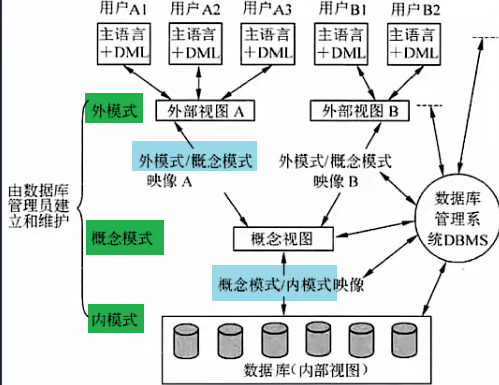 用户A1 用户A2 用户A3 用户B1 用户B2
主语言 主语言 主语言 主语言 主语言
+DML +DML +DML +DML +DML
外模式 外部视图 A 外部视图 B
外模式/概念模式 外模式/概念模式
映像 A 映像 B
由数据库
管理员建
立和维护
数据库
管理系
统DBMS
概念模式 概念视图
概念模式/内模式映像
内模式
数据库(内部视图)